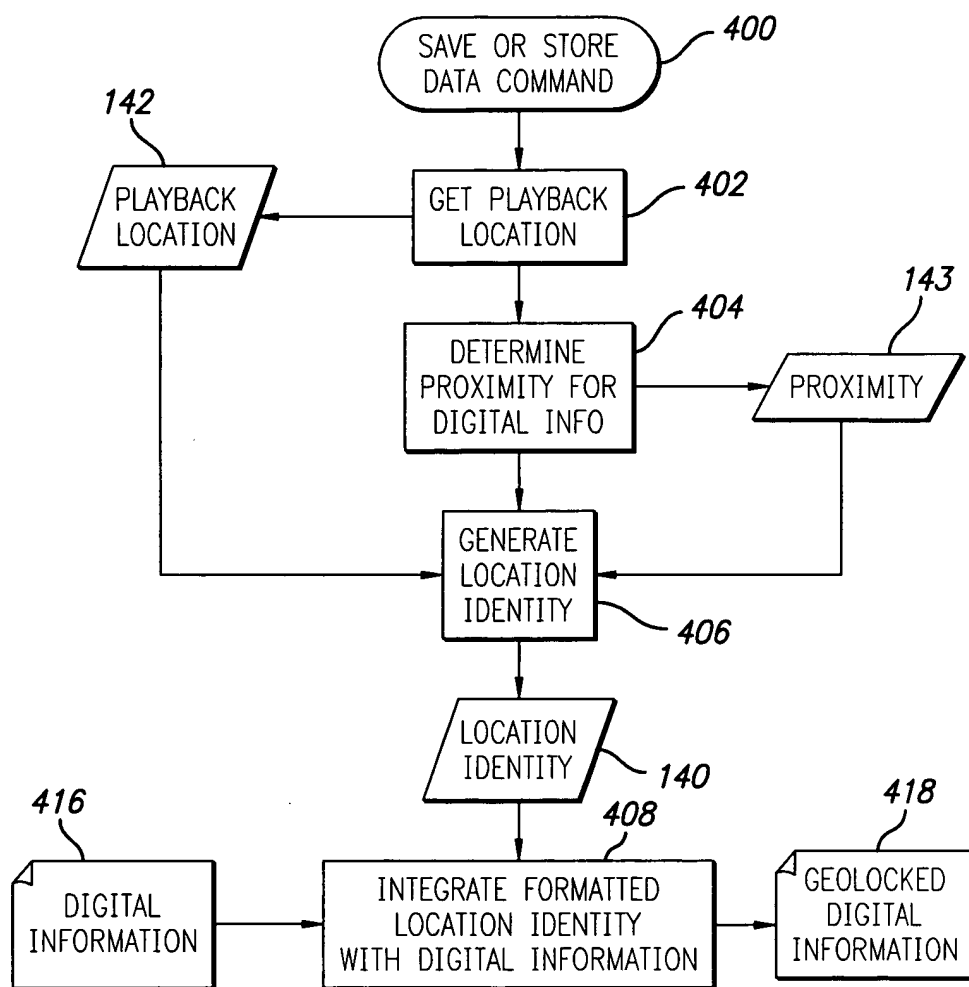 SAVE OR STORE
DATA COMMAND
400
142
PLAYBACK
LOCATION
GET PLAYBACK
LOCATION
402
404
143
DETERMINE
PROXIMITY FOR
DIGITAL INFO
PROXIMITY
GENERATE
LOCATION
IDENTITY
406
LOCATION
IDENTITY
140
416
408
418
DIGITAL
INFORMATION
INTEGRATE FORMATTED
LOCATION IDENTITY
WITH DIGITAL INFORMATION
GEOLOCKED
DIGITAL
INFORMATION